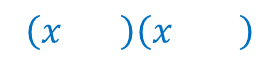 (x      )(x      )